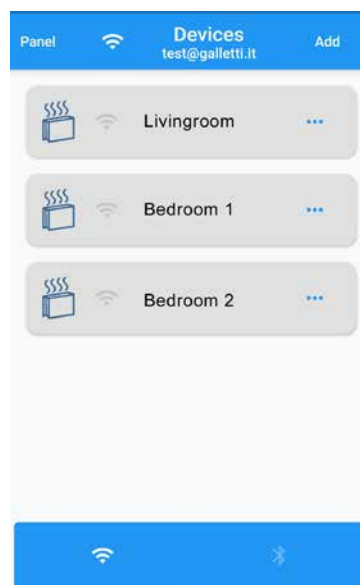 Panel
Devices
test@galletti.it
Add
Livingroom
Bedroom 1
Bedroom 2